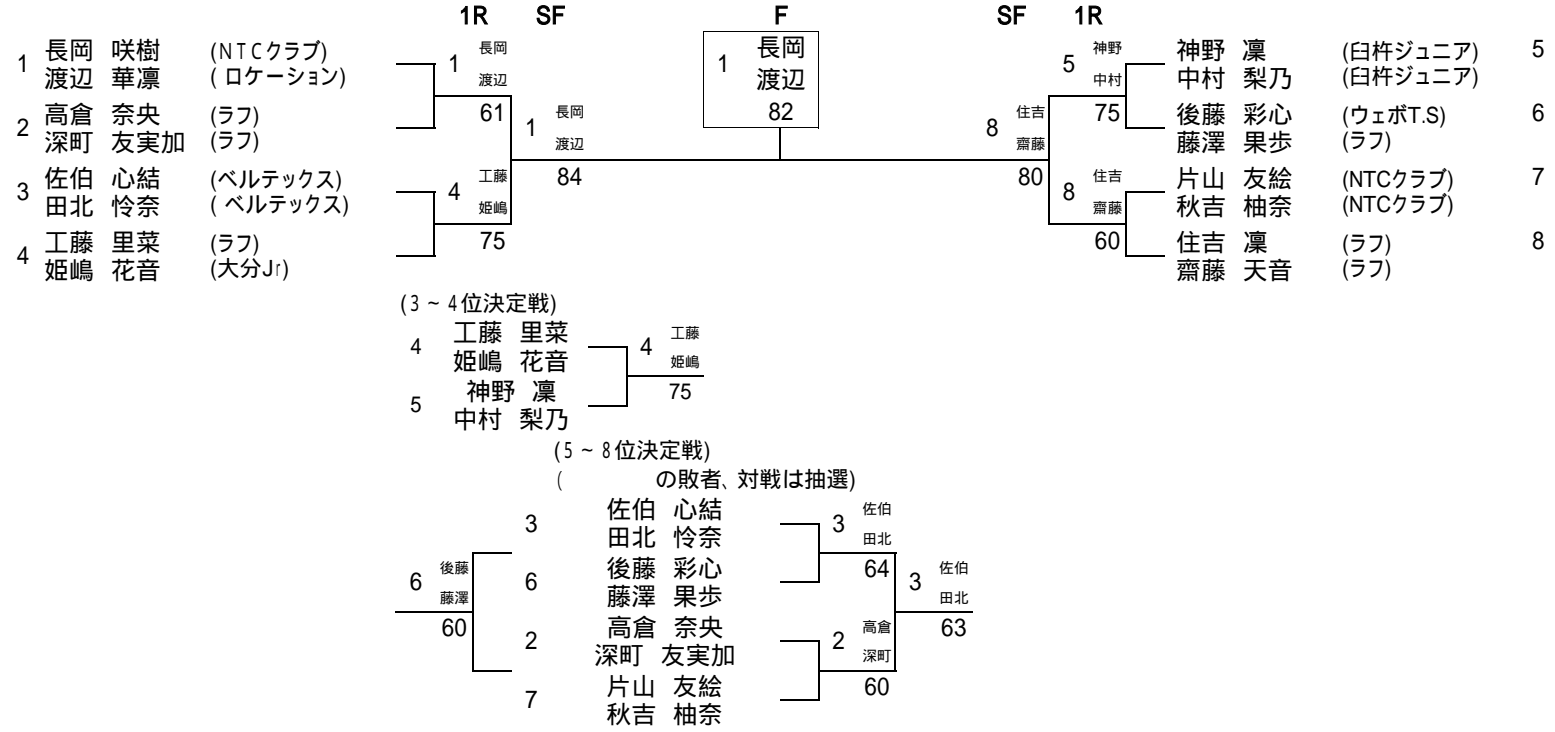 1R SF F SF 1R
1 長岡 咲樹 (NTCクラブ)
渡辺 華凛 (ロケーション)
2 高倉 奈央 (ラフ)
深町 友実加 (ラフ)
3 佐伯 心結 (ベルテックス)
田北 怜奈 (ベルテックス)
4 工藤 里菜 (ラフ)
姫嶋 花音 (大分Jr)
1 長岡
渡辺
61
4 工藤
姫嶋
75
1 長岡
渡辺
84
1 長岡
渡辺
82
8 住吉
齋藤
80
5 神野
中村
75
8 住吉
齋藤
60
神野 凜 (臼杵ジュニア) 5
中村 梨乃 (臼杵ジュニア)
後藤 彩心 (ウェボT.S) 6
藤澤 果歩 (ラフ)
片山 友絵 (NTCクラブ) 7
秋吉 柚奈 (NTCクラブ)
住吉 凜 (ラフ) 8
齋藤 天音 (ラフ)
(3~4位決定戦)
4 工藤 里菜
姫嶋 花音
5 神野 凜
中村 梨乃
4 工藤
姫嶋
75
(5~8位決定戦)
( の敗者、対戦は抽選)
3 佐伯 心結
田北 怜奈
6 後藤 彩心
藤澤 果歩
2 高倉 奈央
深町 友実加
7 片山 友絵
秋吉 柚奈
6 後藤
藤澤
60
3 佐伯
田北
64
2 高倉
深町
60
3 佐伯
田北
63